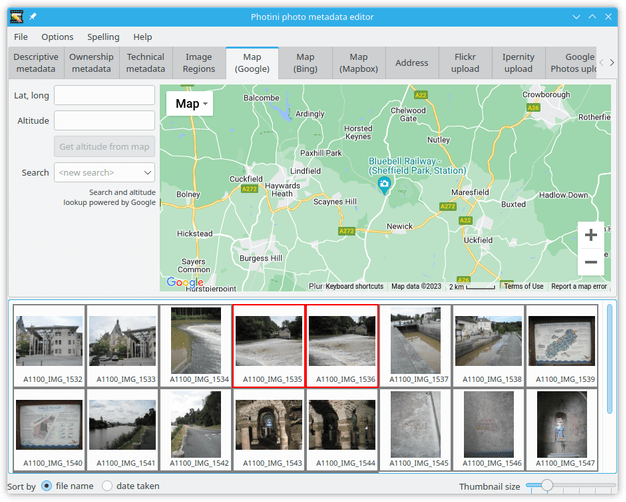 Photini photo metadata editor
File Options Spelling Help
Descriptive metadata
Ownership metadata
Technical metadata
Image Regions
Map (Google)
Map (Bing)
Map (Mapbox)
Address
Flickr upload
Ipernity upload
Google Photos uplo
Lat, long
Altitude
Get altitude from map
Search <new search>
Search and altitude
lookup powered by Google
Map
Balcombe
Ardingly
A22
Chelwood
Gate
Crowborough
A26
Rotherfie
Horsted
Keynes
Nutley
Paxhill Park
Bluebell Railway -
(Sheffield Park, Station)
Lindfield
Cuckfield
A272
Haywards
Heath
Bolney
Scaynes Hill
Maresfield
Hadlow Down
Buxted
A272
A22
Newick
A272
Hickstead
Uckfield
Burgess Hill
Sayers
Common
Google
Hurstpierpoint
Plum
Keyboard shortcuts
Map data ©2023
2 km
Terms of Use
Report a map error
A26
A1100_IMG_1532
A1100_IMG_1533
A1100_IMG_1534
A1100_IMG_1535
A1100_IMG_1536
A1100_IMG_1537
A1100_IMG_1538
A1100_IMG_1539
A1100_IMG_1540
A1100_IMG_1541
A1100_IMG_1542
A1100_IMG_1543
A1100_IMG_1544
A1100_IMG_1545
A1100_IMG_1546
A1100_IMG_1547
Sort by file name date taken
Thumbnail size